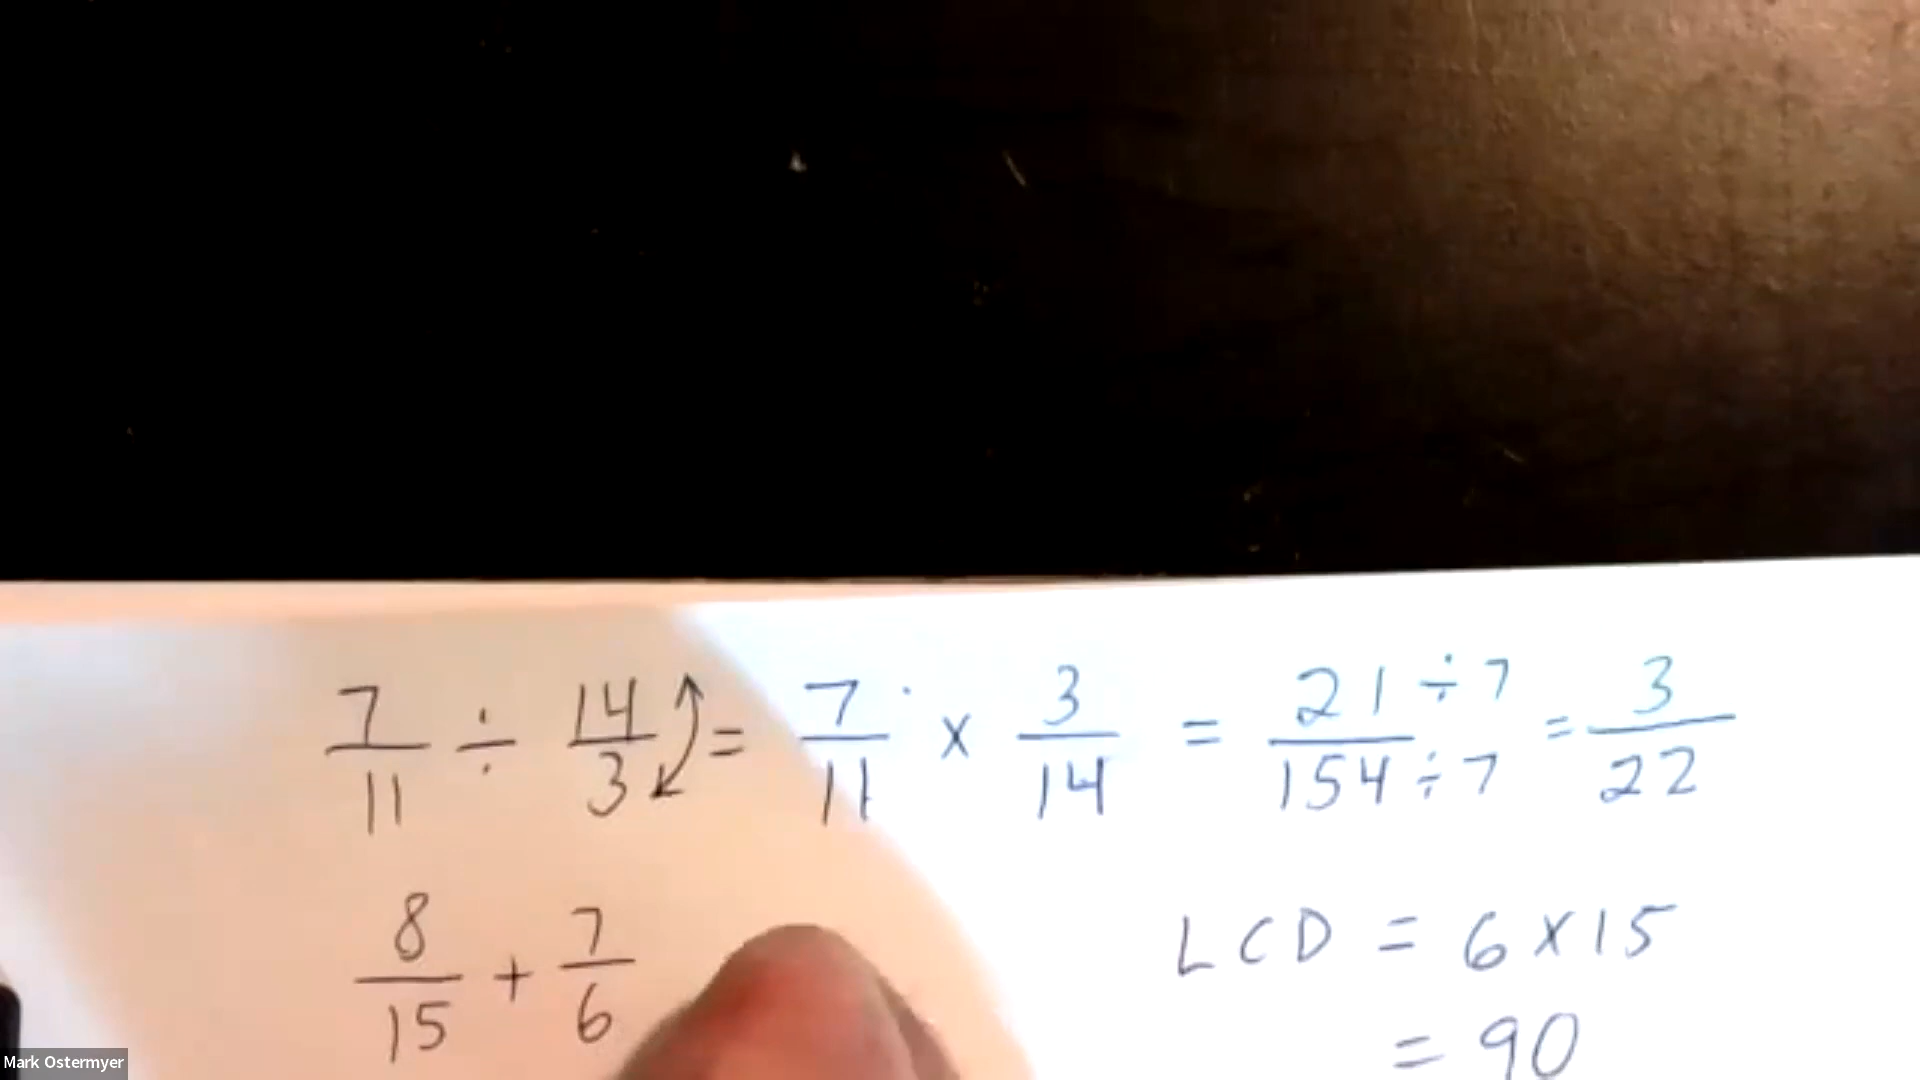 7/11 ÷ 14/3 = 7/11 x 3/14 = 21÷7/154÷7 = 3/22
8/15 + 7/6
LCD = 6x15
= 90
Mark Ostermyer